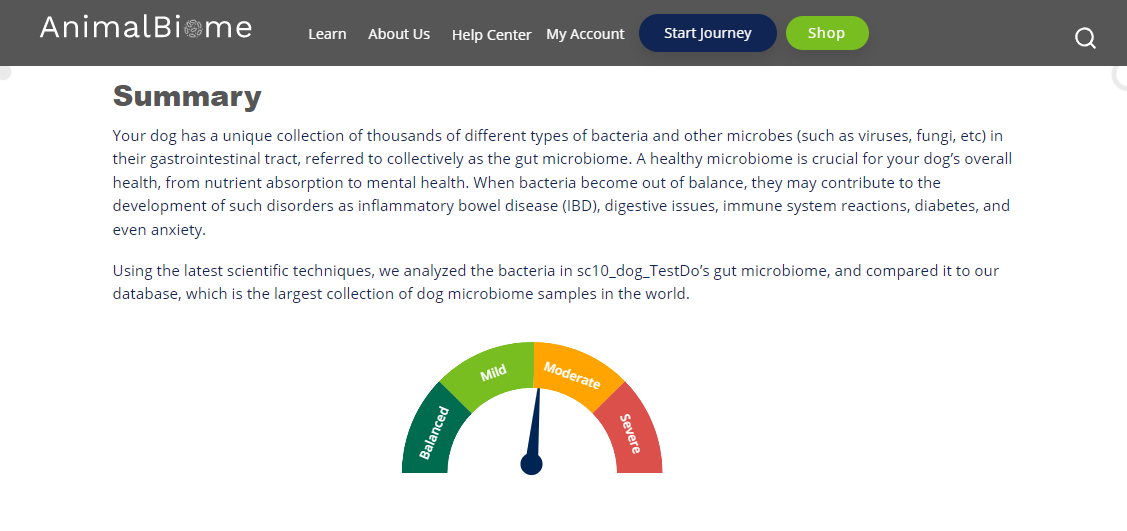 AnimalBiome
Learn About Us Help Center My Account Start Journey Shop
Summary
Your dog has a unique collection of thousands of different types of bacteria and other microbes (such as viruses, fungi, etc) in
their gastrointestinal tract, referred to collectively as the gut microbiome. A healthy microbiome is crucial for your dog’s overall
health, from nutrient absorption to mental health. When bacteria become out of balance, they may contribute to the
development of such disorders as inflammatory bowel disease (IBD), digestive issues, immune system reactions, diabetes, and
even anxiety.
Using the latest scientific techniques, we analyzed the bacteria in sc10_dog_TestDo’s gut microbiome, and compared it to our
database, which is the largest collection of dog microbiome samples in the world.
Balanced
Mild
Moderate
Severe